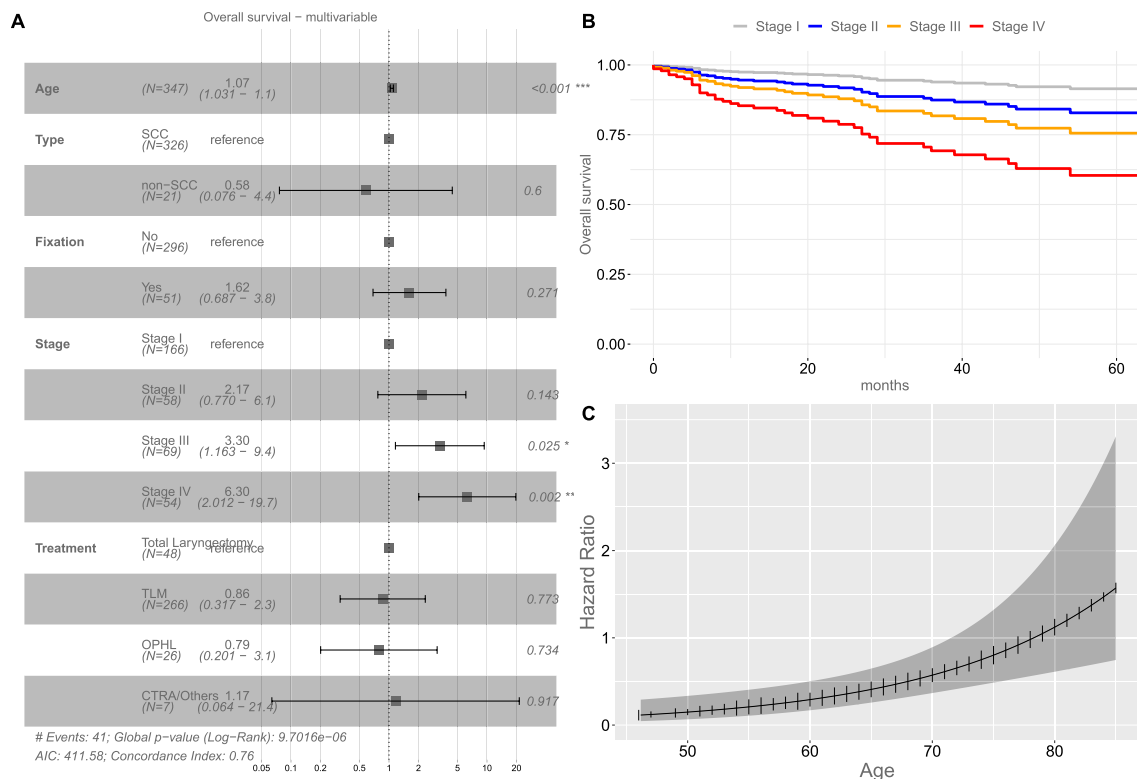 A
Overall survival − multivariable
Age (N=347) 1.07 <0.001 ***
(1.031 − 1.1)
Type SCC reference
(N=326)
non−SCC 0.58 0.6
(N=21) (0.076 − 4.4)
Fixation No reference
(N=296)
Yes 1.62 0.271
(N=51) (0.687 − 3.8)
Stage Stage I reference
(N=166)
Stage II 2.17 0.143
(N=58) (0.770 − 6.1)
Stage III 3.30 0.025 *
(N=69) (1.163 − 9.4)
Stage IV 6.30 0.002 **
(N=54) (2.012 − 19.7)
Treatment Total Laryngectomy reference
(N=48)
TLM 0.86 0.773
(N=266) (0.317 − 2.3)
OPHL 0.79 0.734
(N=26) (0.201 − 3.1)
CTRA/Others 1.17 0.917
(N=7) (0.064 − 21.4)
# Events: 41; Global p−value (Log−Rank): 9.7016e−06
AIC: 411.58; Concordance Index: 0.76
0.05 0.1 0.2 0.5 1 2 5 10 20
B
Stage I Stage II Stage III Stage IV
Overall survival
1.00
0.75
0.50
0.25
0.00
0 20 40 60
months
C
Hazard Ratio
3
2
1
0
50 60 70 80
Age